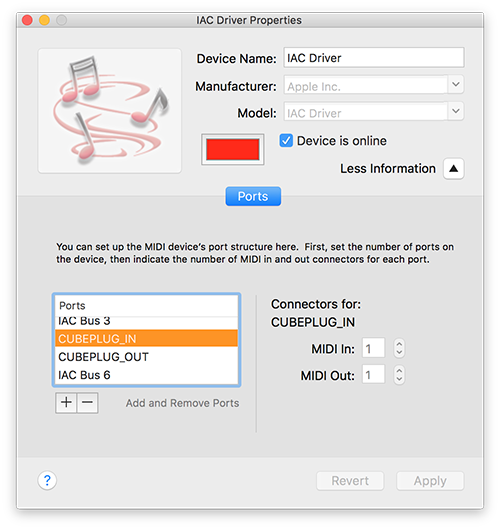 IAC Driver Properties
Device Name: IAC Driver
Manufacturer: Apple Inc.
Model: IAC Driver
Device is online
Less Information
Ports
You can set up the MIDI device's port structure here. First, set the number of ports on
the device, then indicate the number of MIDI in and out connectors for each port.
Ports
IAC Bus 3
CUBEPLUG_IN
CUBEPLUG_OUT
IAC Bus 6
+ − Add and Remove Ports
Connectors for:
CUBEPLUG_IN
MIDI In: 1
MIDI Out: 1
? Revert Apply